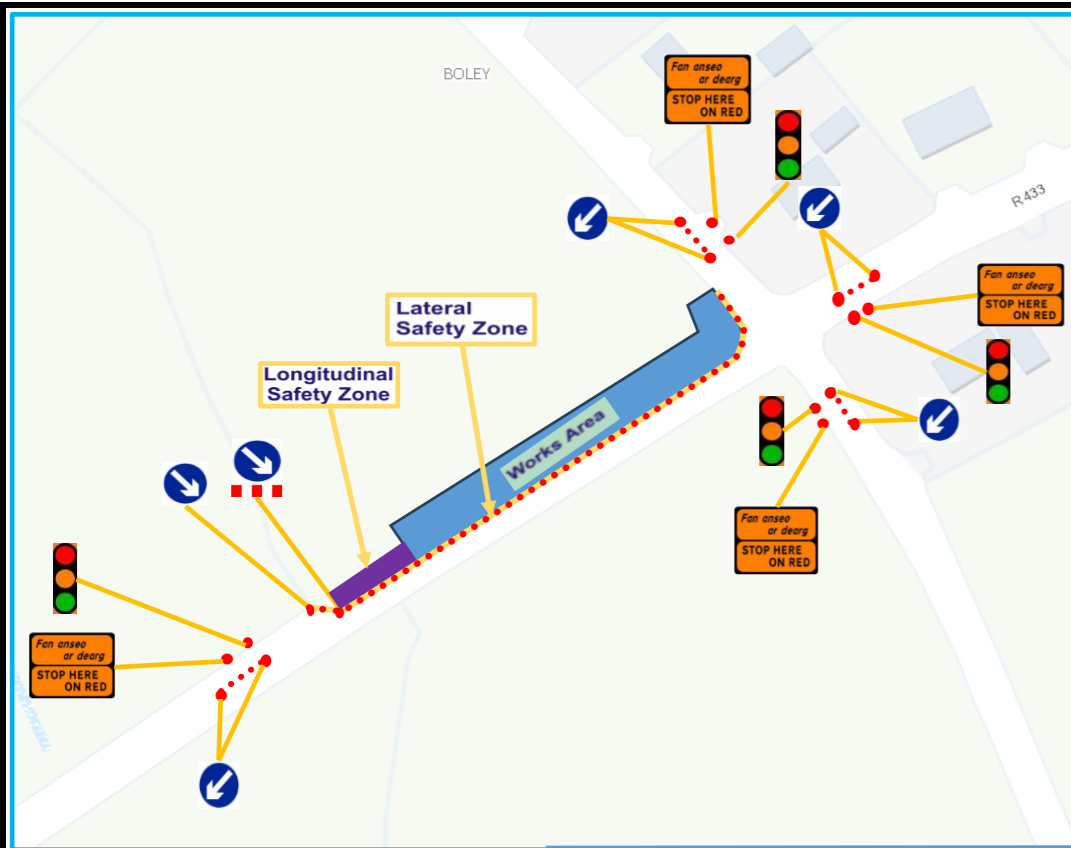 BOLEY
Fan anseo
ar dearg
STOP HERE
ON RED
R433
Fan anseo
ar dearg
STOP HERE
ON RED
Lateral
Safety Zone
Longitudinal
Safety Zone
Works Area
Fan anseo
ar dearg
STOP HERE
ON RED
Fan anseo
ar dearg
STOP HERE
ON RED